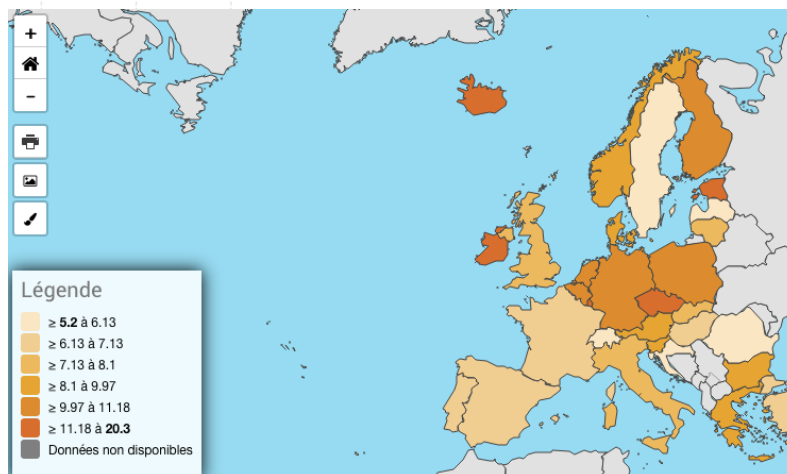 +
−
Légende
≥ 5.2 à 6.13
≥ 6.13 à 7.13
≥ 7.13 à 8.1
≥ 8.1 à 9.97
≥ 9.97 à 11.18
≥ 11.18 à 20.3
Données non disponibles